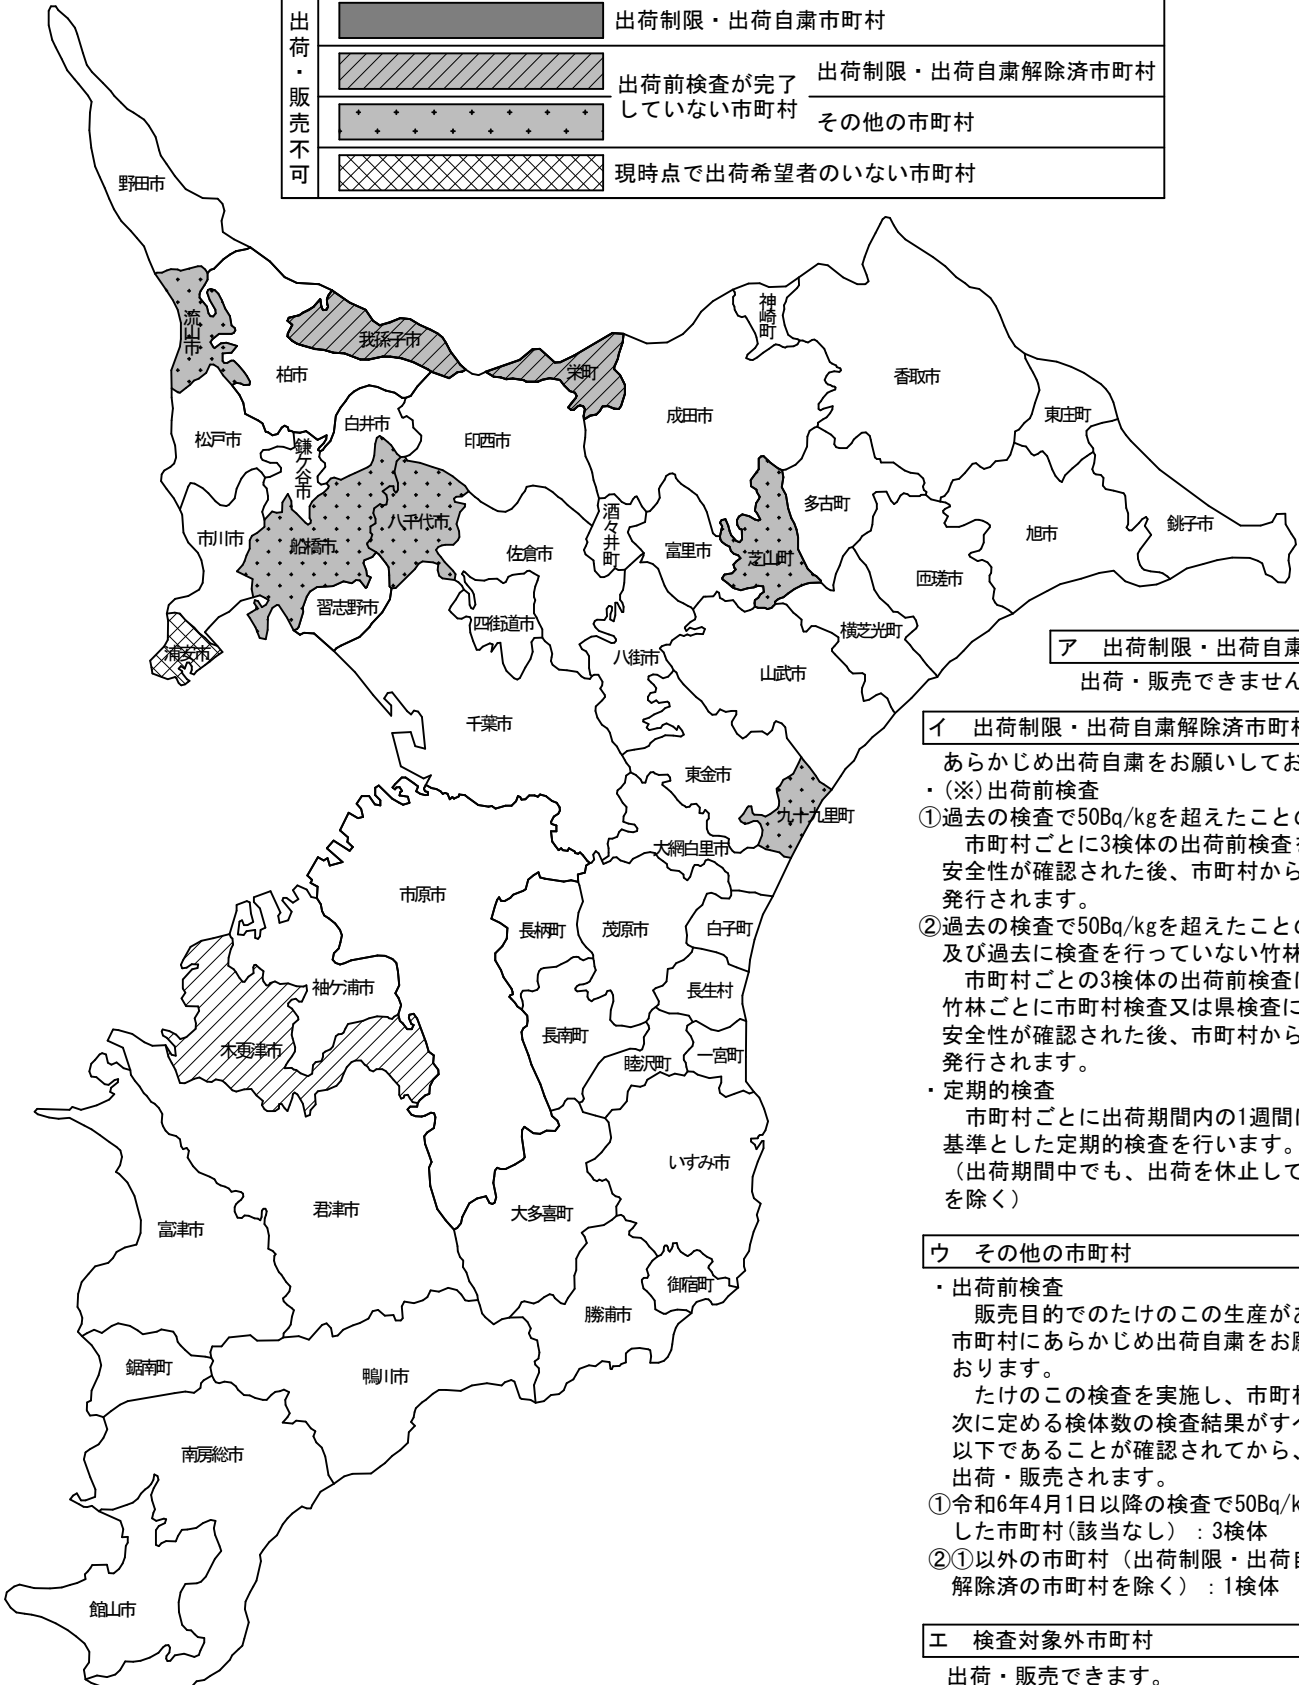 出荷・販売不可
出荷制限・出荷自粛市町村
出荷前検査が完了
していない市町村
出荷制限・出荷自粛解除済市町村
その他の市町村
現時点で出荷希望者のいない市町村
野田市
流山市
我孫子市
柏市
栄町
神崎町
香取市
成田市
東庄町
松戸市
鎌ケ谷市
白井市
印西市
多古町
旭市
銚子市
市川市
船橋市
八千代市
佐倉市
酒々井町
富里市
芝山町
匝瑳市
習志野市
四街道市
横芝光町
浦安市
八街市
山武市
千葉市
東金市
九十九里町
大網白里市
市原市
長柄町
茂原市
白子町
袖ケ浦市
長生村
木更津市
長南町
睦沢町
一宮町
いすみ市
君津市
富津市
大多喜町
御宿町
勝浦市
鋸南町
鴨川市
南房総市
館山市
ア　出荷制限・出荷自粛
出荷・販売できません
イ　出荷制限・出荷自粛解除済市町村
あらかじめ出荷自粛をお願いしてお
・(※)出荷前検査
①過去の検査で50Bq/kgを超えたことの
市町村ごとに3検体の出荷前検査を
安全性が確認された後、市町村から
発行されます。
②過去の検査で50Bq/kgを超えたことの
及び過去に検査を行っていない竹林
市町村ごとの3検体の出荷前検査に
竹林ごとに市町村検査又は県検査に
安全性が確認された後、市町村から
発行されます。
・定期的検査
市町村ごとに出荷期間内の1週間に
基準とした定期的検査を行います。
（出荷期間中でも、出荷を休止して
を除く）
ウ　その他の市町村
・出荷前検査
販売目的でのたけのこの生産があ
市町村にあらかじめ出荷自粛をお願
おります。
たけのこの検査を実施し、市町村
次に定める検体数の検査結果がすべ
以下であることが確認されてから、
出荷・販売されます。
①令和6年4月1日以降の検査で50Bq/k
した市町村(該当なし）：3検体
②①以外の市町村（出荷制限・出荷自
解除済の市町村を除く）：1検体
エ　検査対象外市町村
出荷・販売できます。